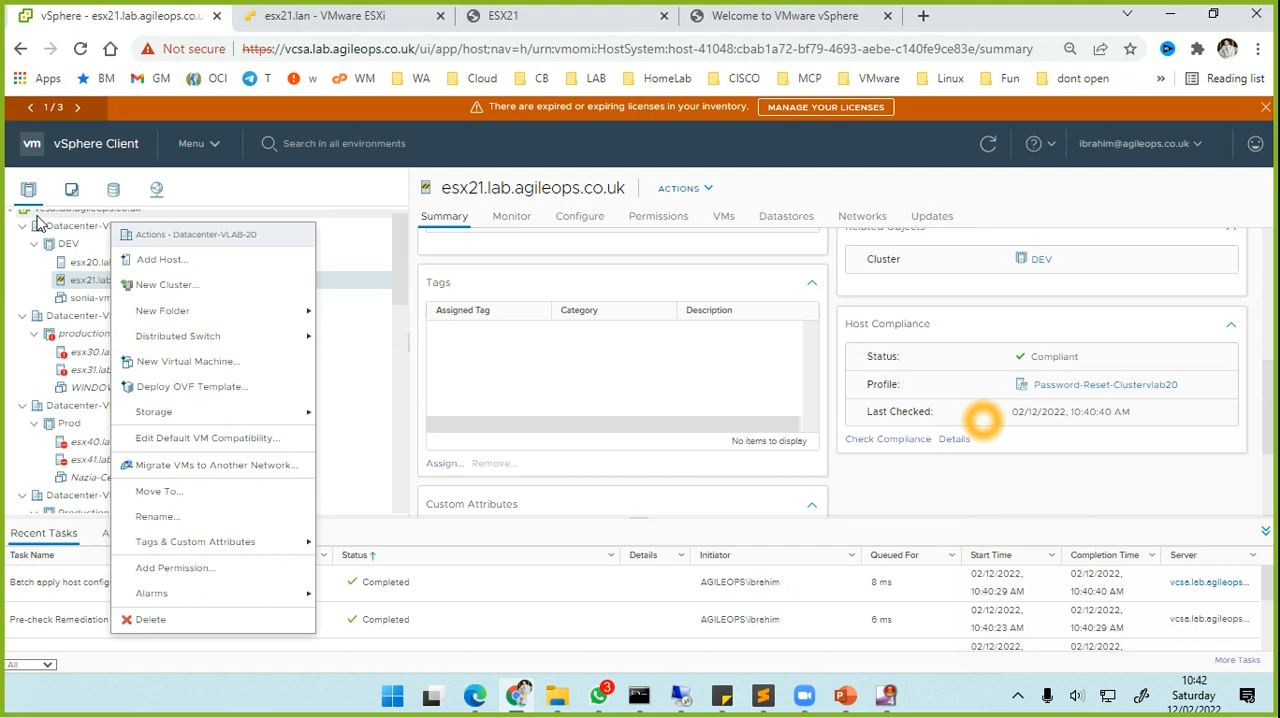 vSphere - esx21.lab.agileops.co.u
esx21.lan - VMware ESXi
ESX21
Welcome to VMware vSphere
Not secure
https://vcsa.lab.agileops.co.uk/ui/app/host;nav=h/urn:vmomi:HostSystem:host-41048:cbab1a72-bf79-4693-aebe-c140fe9ce83e/summary
Apps
BM
GM
OCI
T
w
WM
WA
Cloud
CB
LAB
HomeLab
CISCO
MCP
VMware
Linux
Fun
dont open
»
Reading list
1 / 3
There are expired or expiring licenses in your inventory.
MANAGE YOUR LICENSES
vm
vSphere Client
Menu
Search in all environments
ibrahim@agileops.co.uk
vcsa.lab.agileops.co.uk
Datacenter-V
DEV
esx20.la
esx21.lab
sonia-vm
Datacenter-V
production
esx30.la
esx31.la
WINDOW
Datacenter-V
Prod
esx40.la
esx41.la
Nazia-Ce
Datacenter-V
Production
Actions - Datacenter-VLAB-20
Add Host...
New Cluster...
New Folder
Distributed Switch
New Virtual Machine...
Deploy OVF Template...
Storage
Edit Default VM Compatibility...
Migrate VMs to Another Network...
Move To...
Rename...
Tags & Custom Attributes
Add Permission...
Alarms
Delete
esx21.lab.agileops.co.uk
ACTIONS
Summary
Monitor
Configure
Permissions
VMs
Datastores
Networks
Updates
Tags
Assigned Tag
Category
Description
No items to display
Assign...
Remove...
Custom Attributes
Related Objects
Cluster
DEV
Host Compliance
Status:
Compliant
Profile:
Password-Reset-Clustervlab20
Last Checked:
02/12/2022, 10:40:40 AM
Check Compliance
Details
Recent Tasks
A
Task Name
Status
Details
Initiator
Queued For
Start Time
Completion Time
Server
Batch apply host config
Completed
AGILEOPS\ibrahim
8 ms
02/12/2022,
10:40:29 AM
02/12/2022,
10:40:40 AM
vcsa.lab.agileops...
Pre-check Remediation
Completed
AGILEOPS\ibrahim
6 ms
02/12/2022,
10:40:23 AM
02/12/2022,
10:40:29 AM
vcsa.lab.agileops...
02/12/2022,
02/12/2022,
All
More Tasks
3
10:42
Saturday
12/02/2022